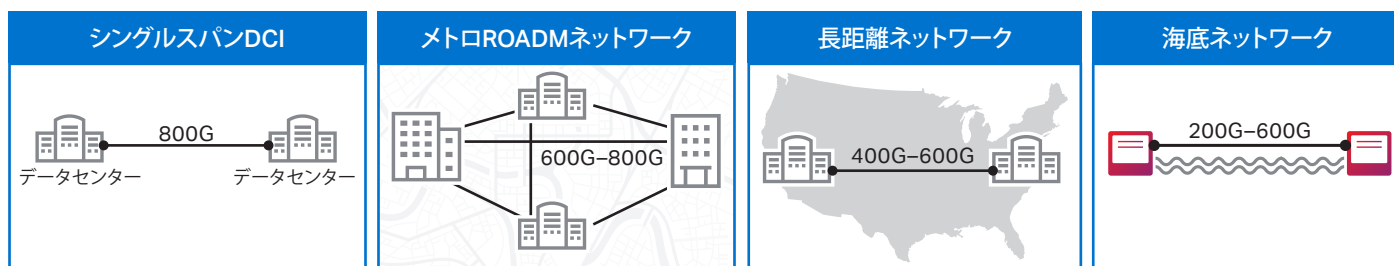 シングルスパンDCI
800G
データセンター
データセンター
メトロROADMネットワーク
600G–800G
長距離ネットワーク
400G–600G
海底ネットワーク
200G–600G